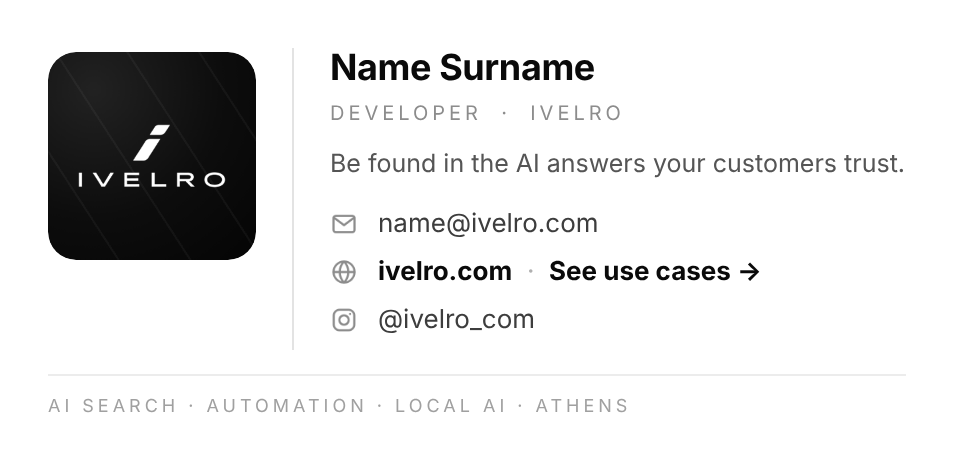 IVELRO
Name Surname
DEVELOPER · IVELRO
Be found in the AI answers your customers trust.
name@ivelro.com
ivelro.com · See use cases →
@ivelro_com
AI SEARCH · AUTOMATION · LOCAL AI · ATHENS